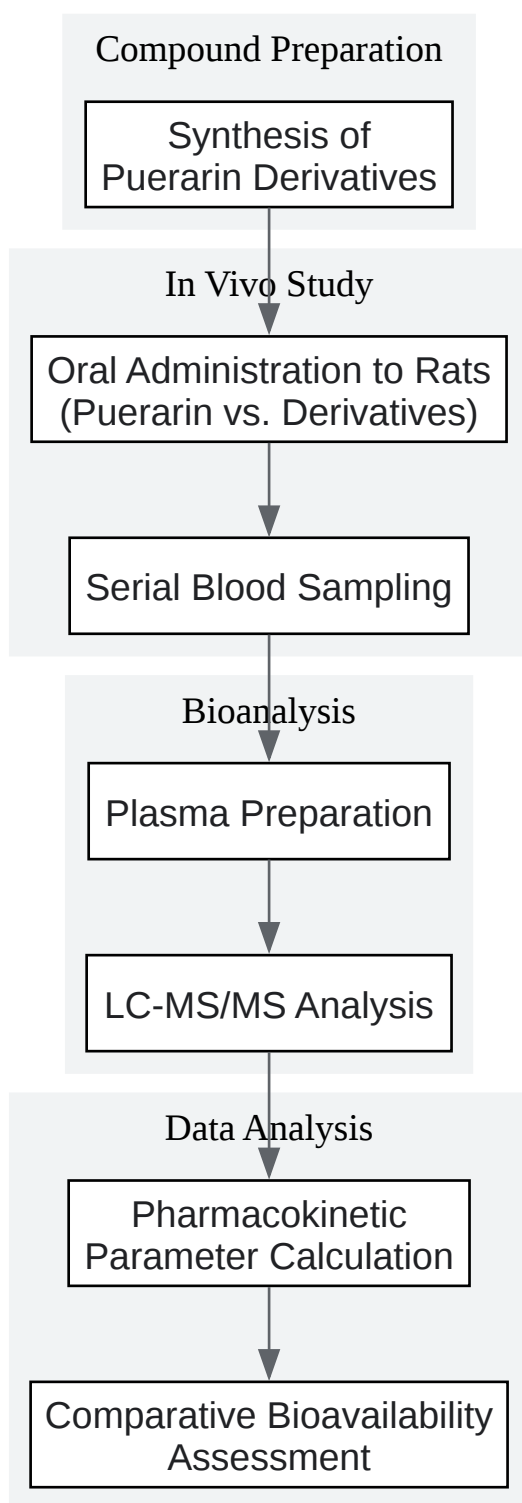 Compound Preparation
Synthesis of
Puerarin Derivatives
In Vivo Study
Oral Administration to Rats
(Puerarin vs. Derivatives)
Serial Blood Sampling
Bioanalysis
Plasma Preparation
LC-MS/MS Analysis
Data Analysis
Pharmacokinetic
Parameter Calculation
Comparative Bioavailability
Assessment